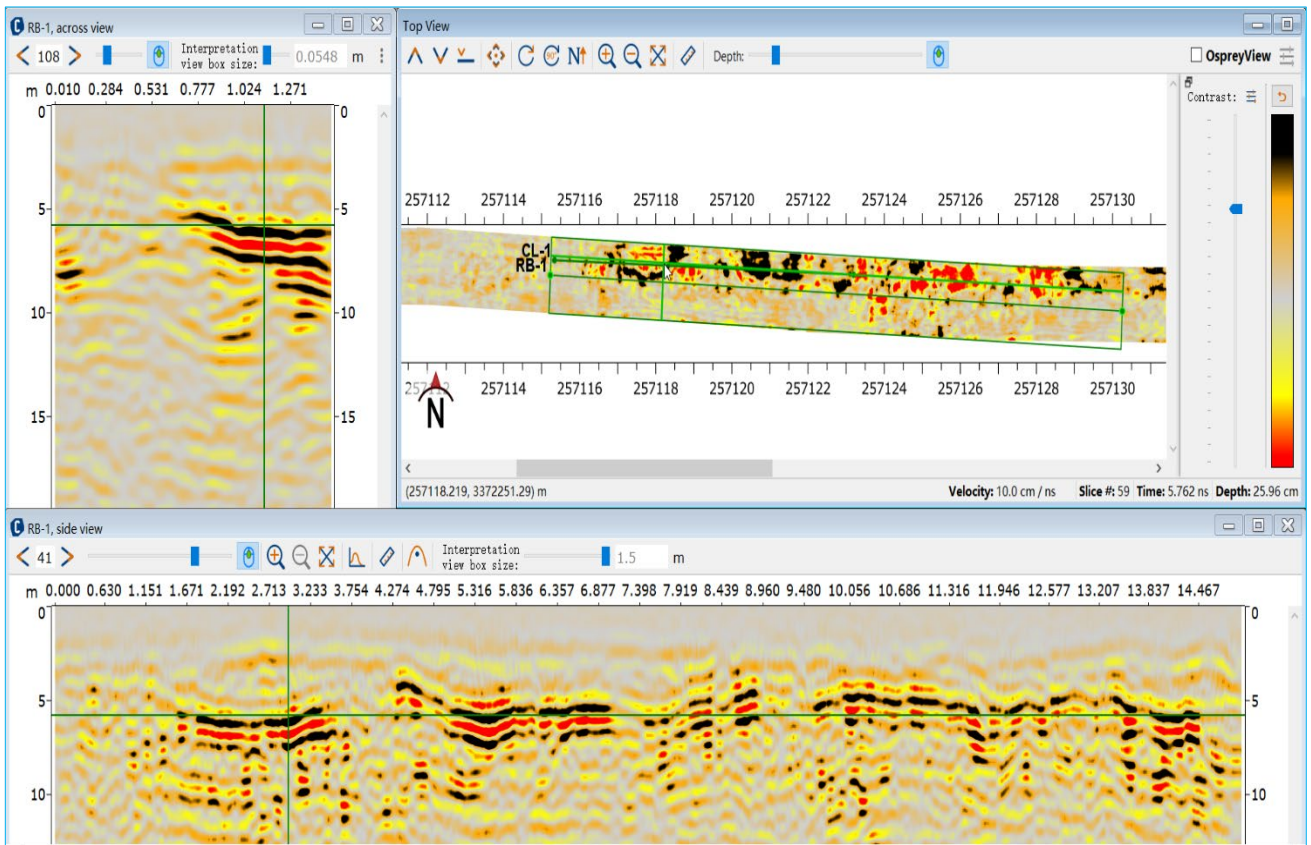 RB-1, across view
108 Interpretation view box size: 0.0548 m
m 0.010 0.284 0.531 0.777 1.024 1.271
0 0
5 5
10 10
15 15
Top View
90° N Depth: OspreyView
Contrast:
257112 257114 257116 257118 257120 257122 257124 257126 257128 257130
CL-1
RB-1
257112 257114 257116 257118 257120 257122 257124 257126 257128 257130
N
(257118.219, 3372251.29) m Velocity: 10.0 cm / ns Slice #: 59 Time: 5.762 ns Depth: 25.96 cm
RB-1, side view
41 Interpretation view box size: 1.5 m
m 0.000 0.630 1.151 1.671 2.192 2.713 3.233 3.754 4.274 4.795 5.316 5.836 6.357 6.877 7.398 7.919 8.439 8.960 9.480 10.056 10.686 11.316 11.946 12.577 13.207 13.837 14.467
0 0
5 5
10 10